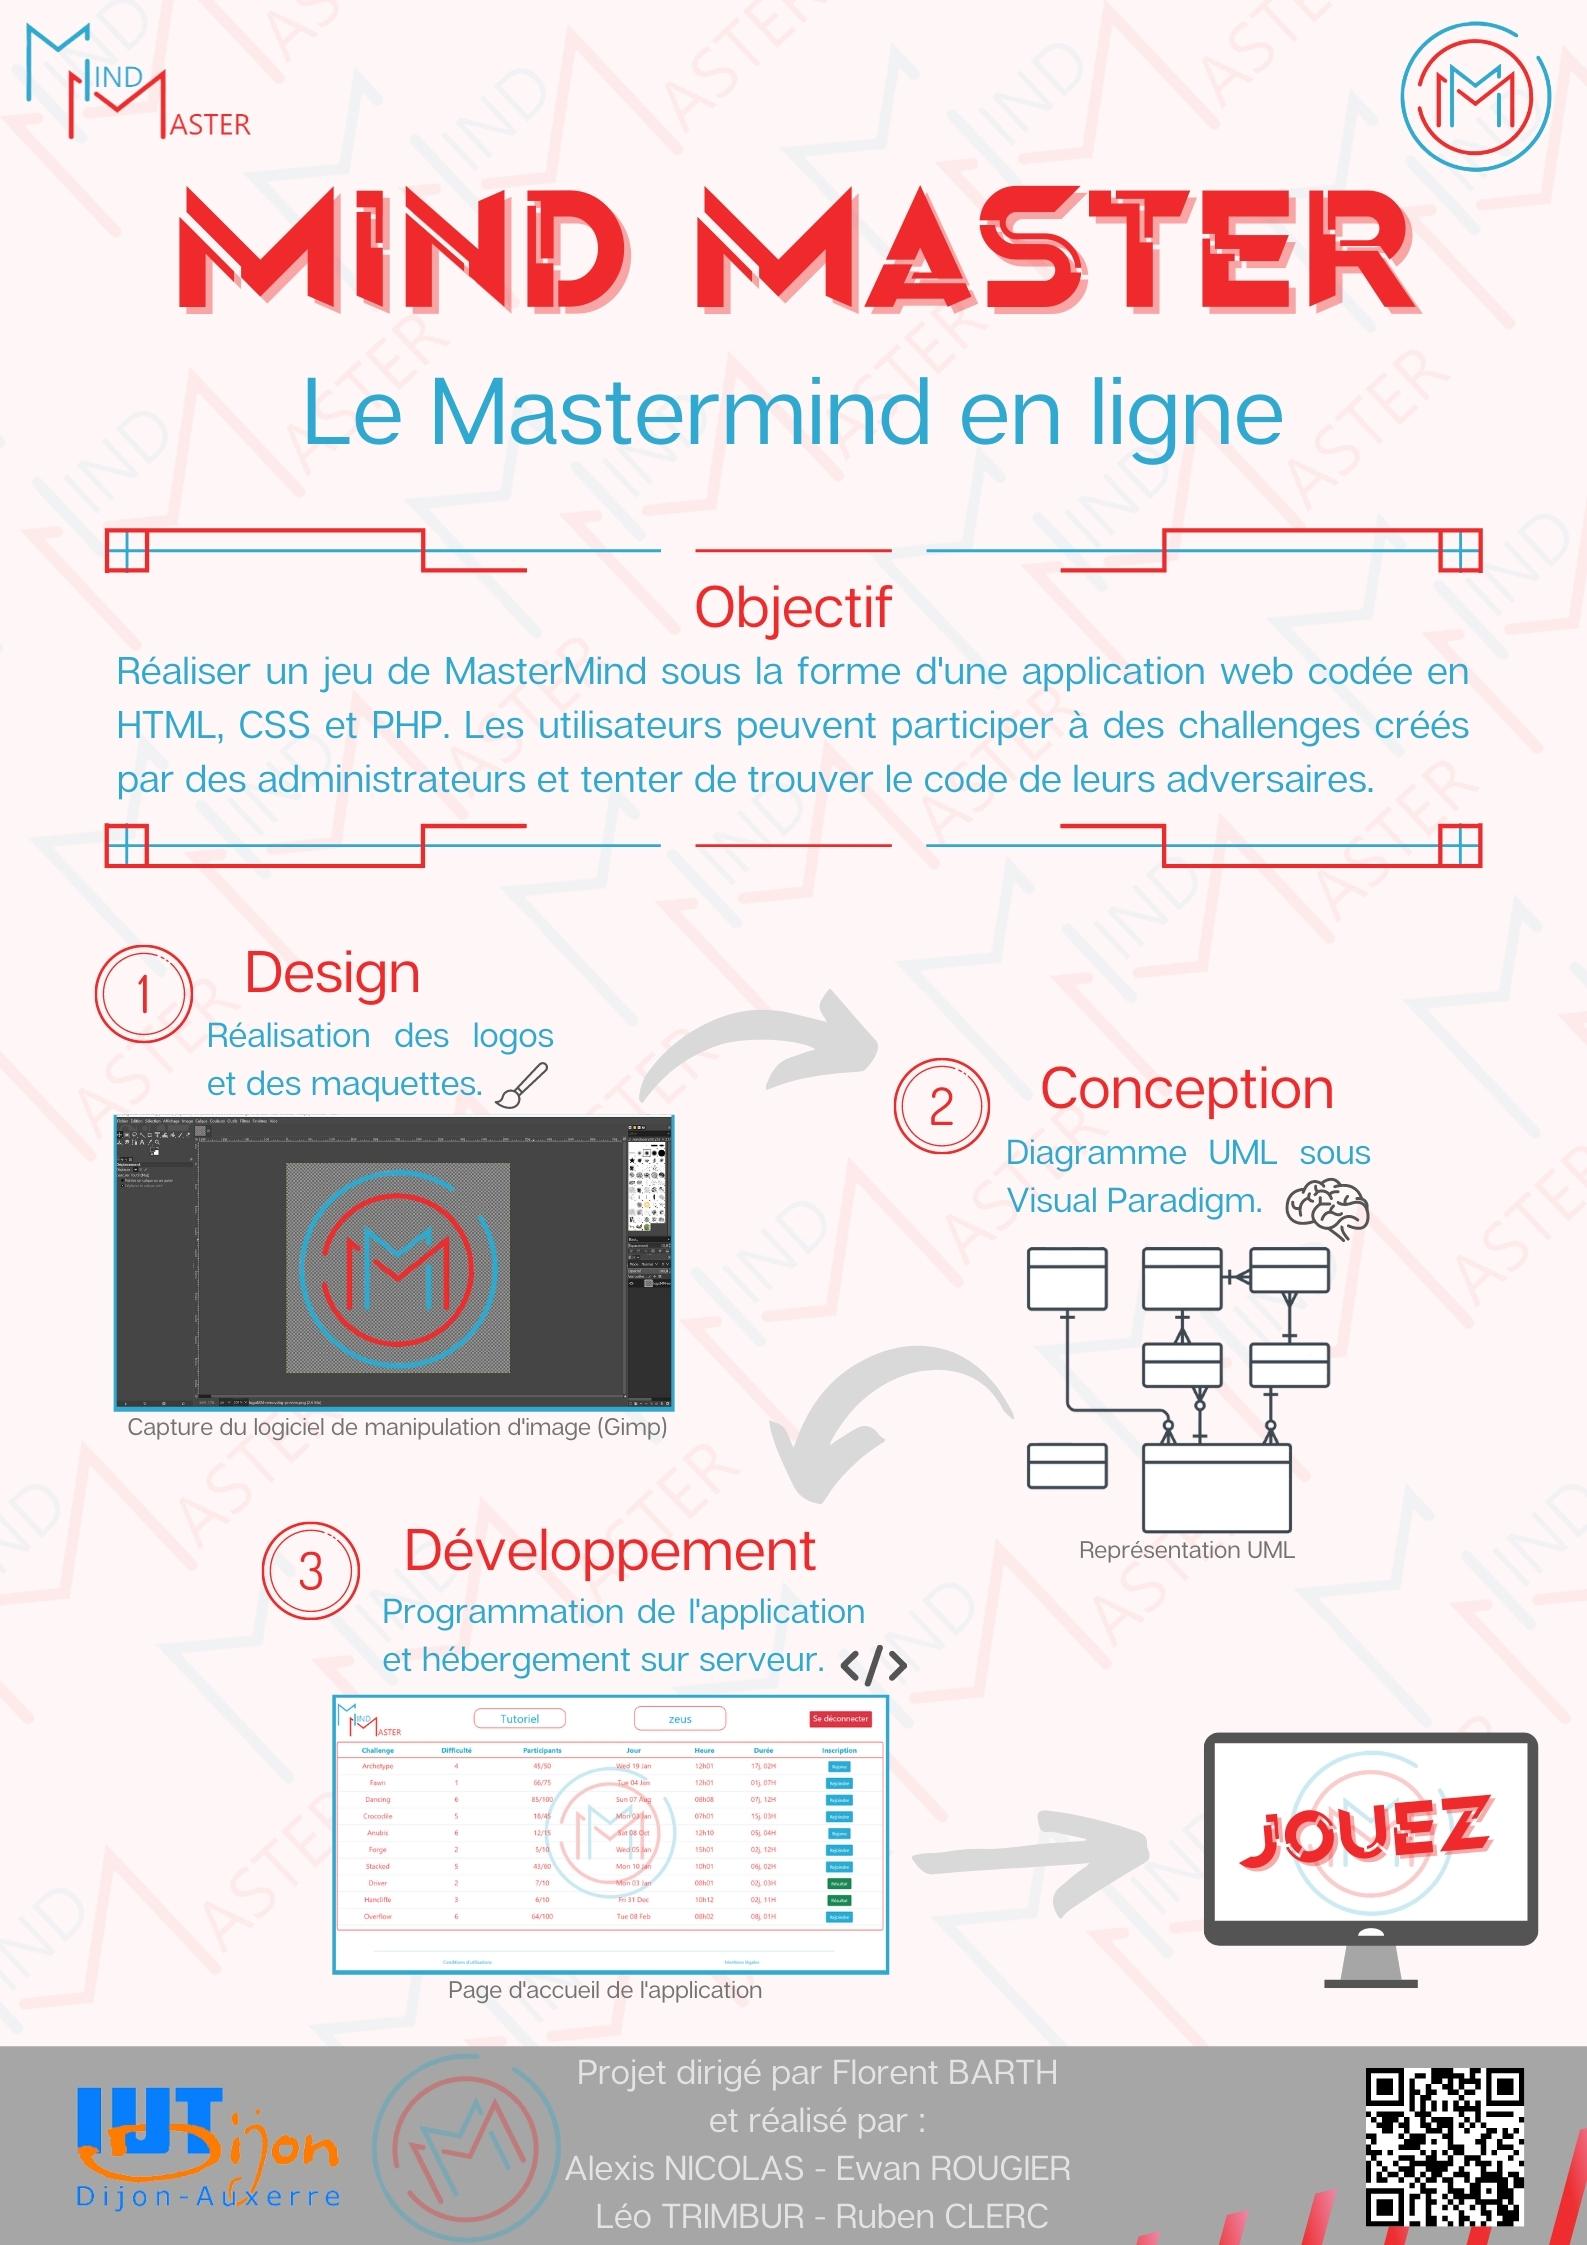 MIND
MASTER
MM
MIND MASTER
Le Mastermind en ligne
Objectif
Réaliser un jeu de MasterMind sous la forme d'une application web codée en
HTML, CSS et PHP. Les utilisateurs peuvent participer à des challenges créés
par des administrateurs et tenter de trouver le code de leurs adversaires.
1
Design
Réalisation des logos
et des maquettes.
Capture du logiciel de manipulation d'image (Gimp)
2
Conception
Diagramme UML sous
Visual Paradigm.
Représentation UML
3
Développement
Programmation de l'application
et hébergement sur serveur. </>
MIND
MASTER
Tutoriel zeus Se déconnecter
Challenge Difficulté Participants Jour Heure Durée Inscription
Archetype 4 45/50 Wed 19 Jan 12h01 17j, 02H Rejoindre
Fawn 1 66/75 Tue 04 Jan 12h01 01j, 07H Rejoindre
Dancing 6 85/100 Sun 07 Aug 08h08 07j, 12H Rejoindre
Crocodile 5 18/45 Mon 03 Jan 07h01 15j, 03H Rejoindre
Anubis 6 12/15 Sat 08 Oct 12h10 05j, 04H
Forge 2 5/10 Wed 05 Jan 15h01 02j, 12H Rejoindre
Stacked 5 43/60 Mon 10 Jan 10h01 06j, 02H Rejoindre
Driver 2 7/10 Mon 03 Jan 08h01 02j, 03H Résultat
Hancliffe 3 6/10 Fri 31 Dec 10h12 02j, 11H Résultat
Overflow 6 64/100 Tue 08 Feb 08h02 08j, 01H Rejoindre
Conditions d'utilisations Mentions légales
Page d'accueil de l'application
JOUEZ
IUT Dijon
Dijon-Auxerre
Projet dirigé par Florent BARTH
et réalisé par :
Alexis NICOLAS - Ewan ROUGIER
Léo TRIMBUR - Ruben CLERC